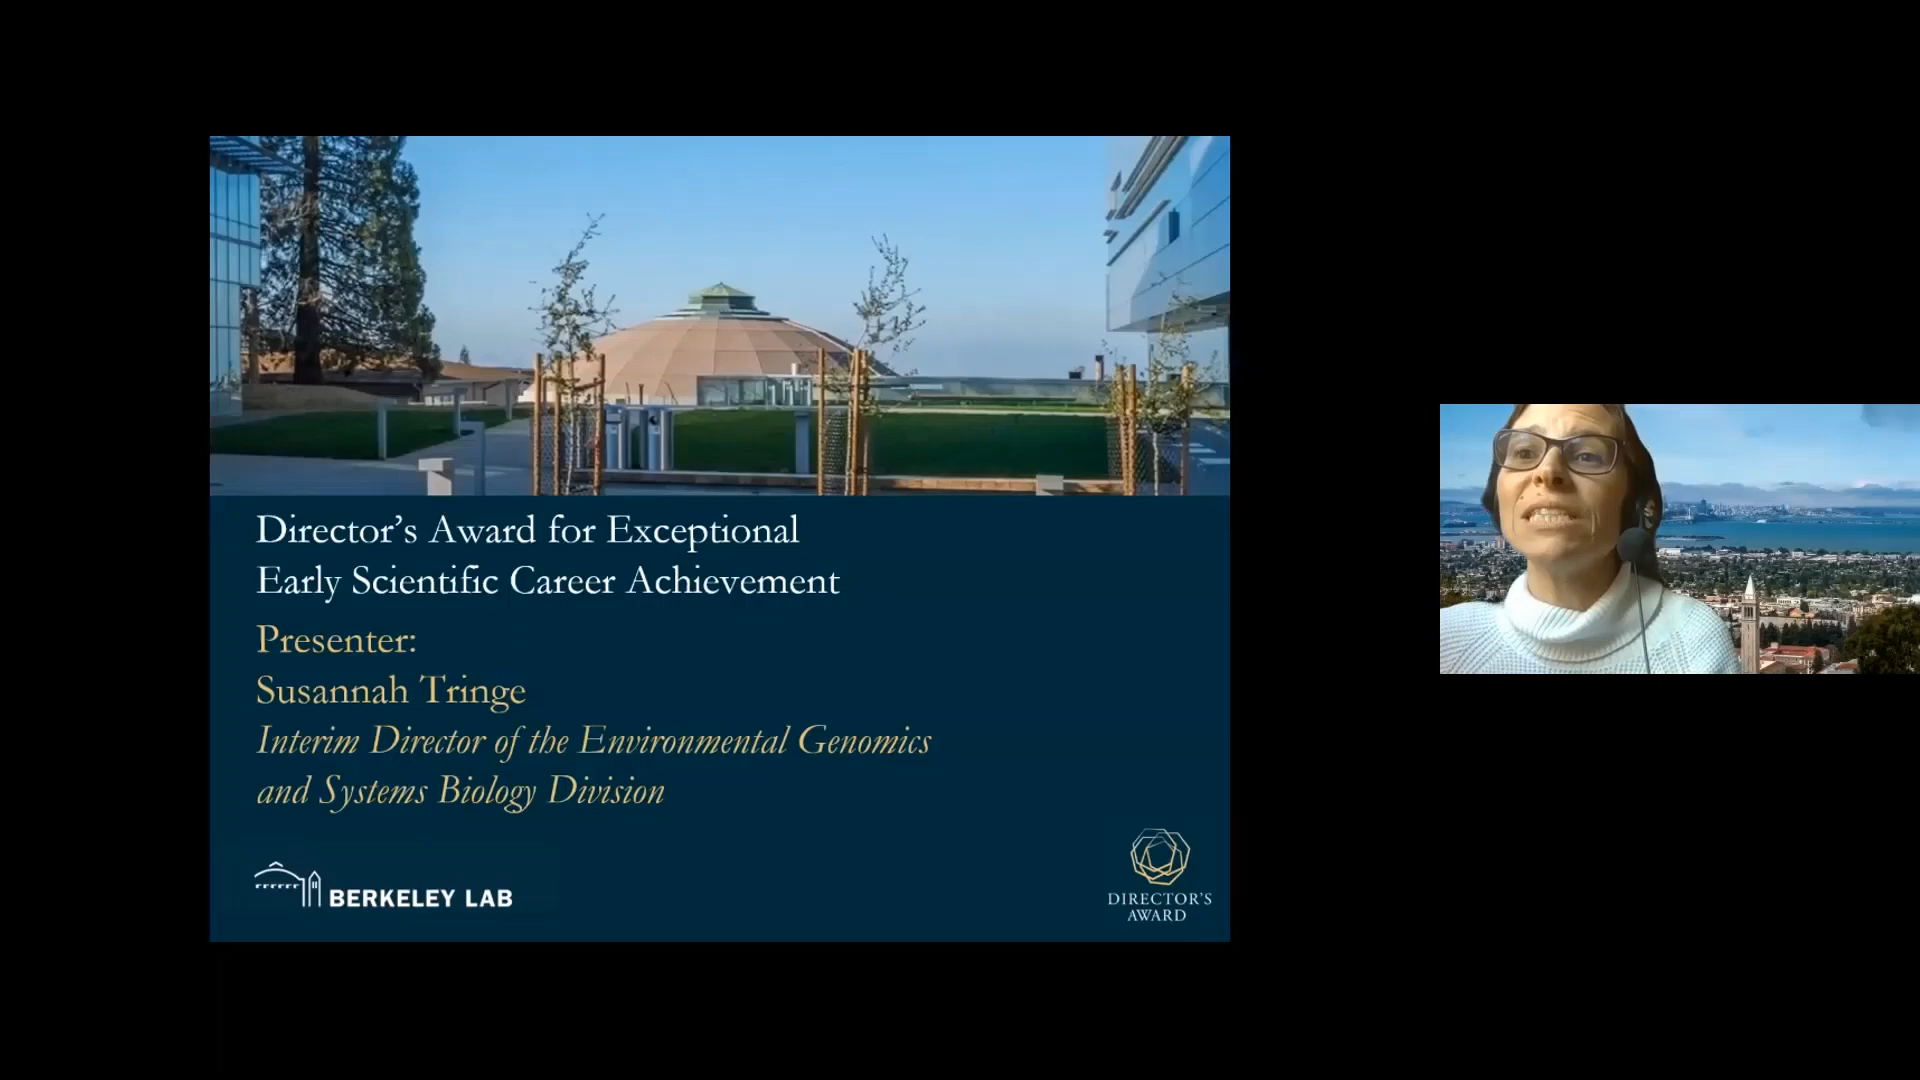 Director’s Award for Exceptional
Early Scientific Career Achievement
Presenter:
Susannah Tringe
Interim Director of the Environmental Genomics
and Systems Biology Division
BERKELEY LAB
DIRECTOR’S
AWARD